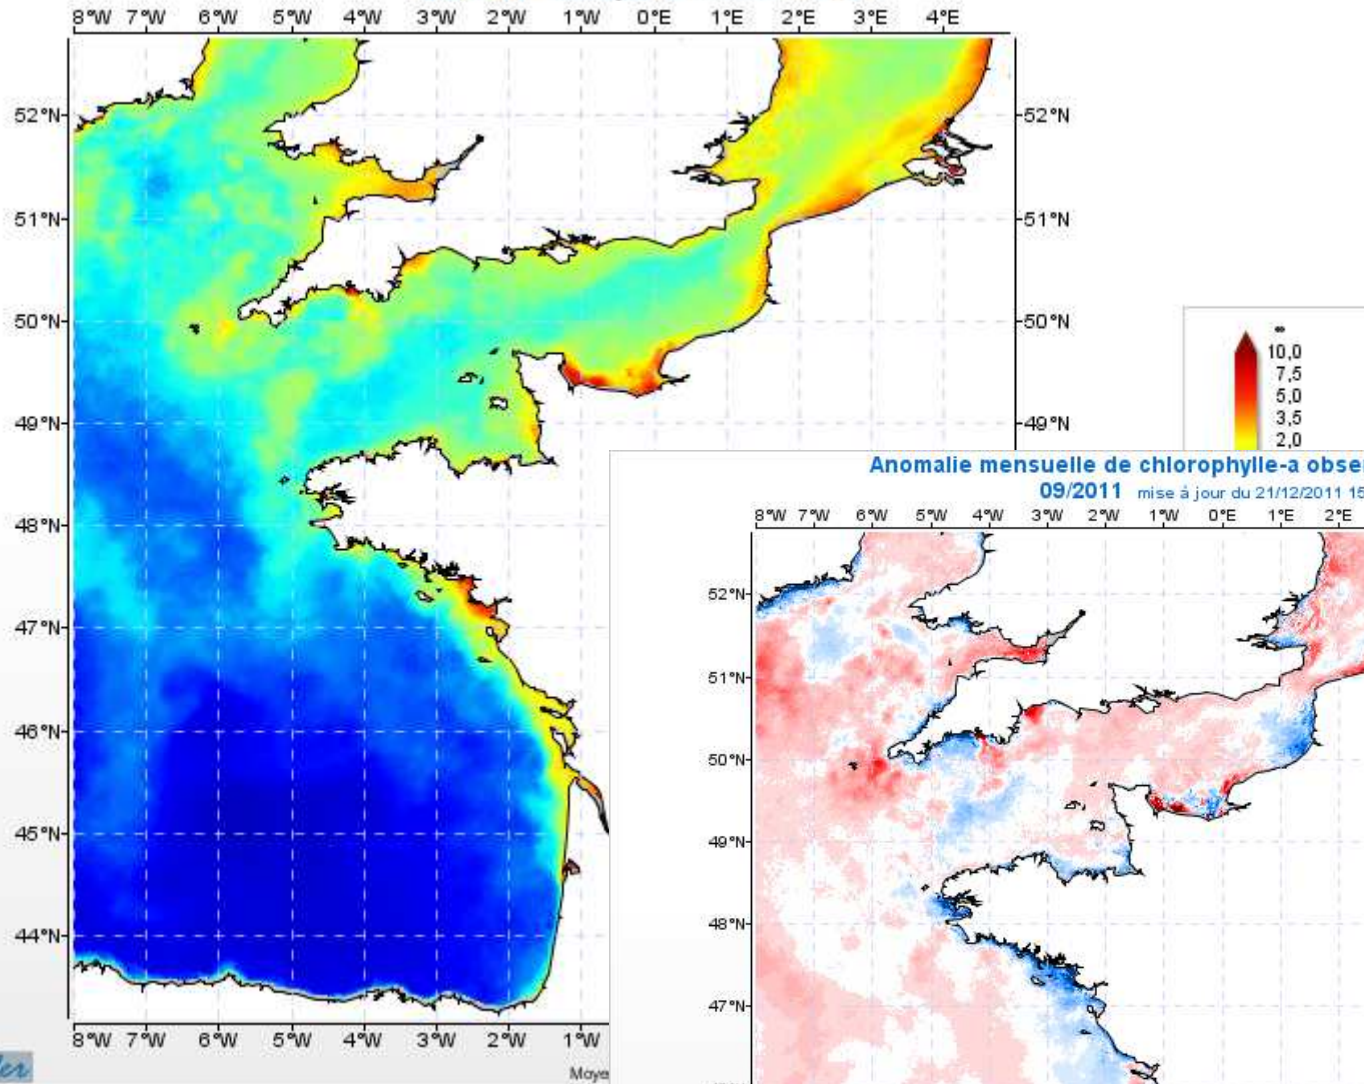 8°W 7°W 6°W 5°W 4°W 3°W 2°W 1°W 0°E 1°E 2°E 3°E 4°E
52°N 52°N
51°N 51°N
50°N 50°N
49°N 49°N
48°N
47°N
46°N
45°N
44°N
8°W 7°W 6°W 5°W 4°W 3°W 2°W 1°W
Moye
∞
10,0
7,5
5,0
3,5
2,0
Anomalie mensuelle de chlorophylle-a obse
09/2011 mise à jour du 21/12/2011 15
8°W 7°W 6°W 5°W 4°W 3°W 2°W 1°W 0°E 1°E 2°E
52°N
51°N
50°N
49°N
48°N
47°N